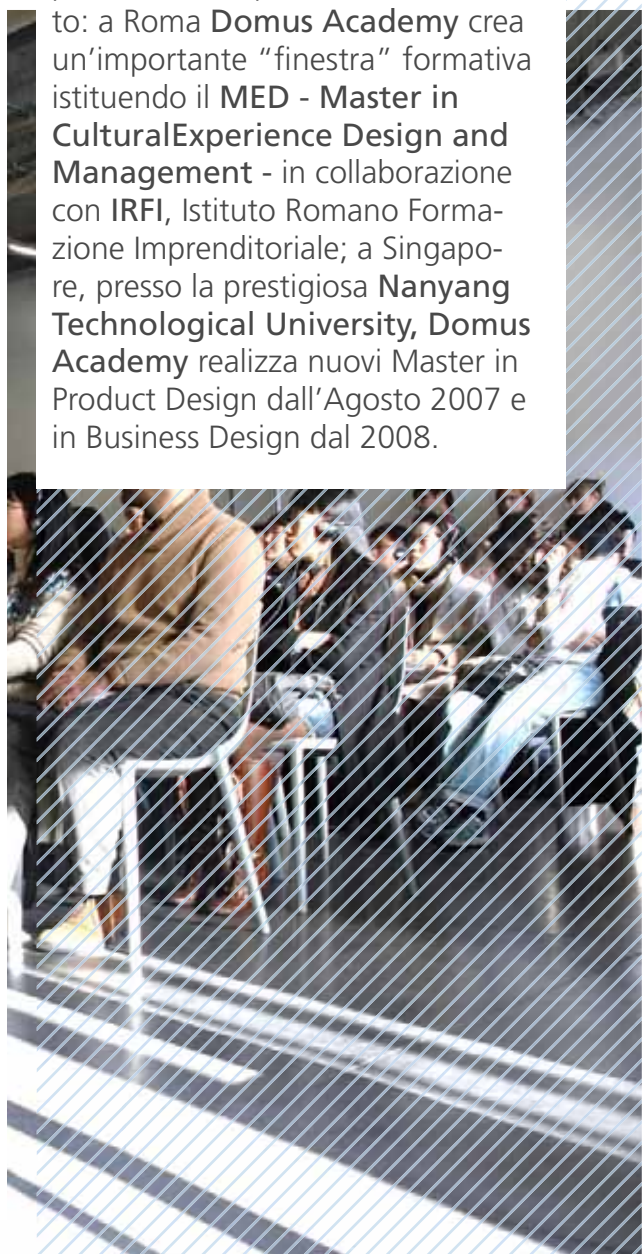 to: a Roma Domus Academy crea
un’importante “finestra” formativa
istituendo il MED - Master in
CulturalExperience Design and
Management - in collaborazione
con IRFI, Istituto Romano Forma-
zione Imprenditoriale; a Singapo-
re, presso la prestigiosa Nanyang
Technological University, Domus
Academy realizza nuovi Master in
Product Design dall’Agosto 2007 e
in Business Design dal 2008.